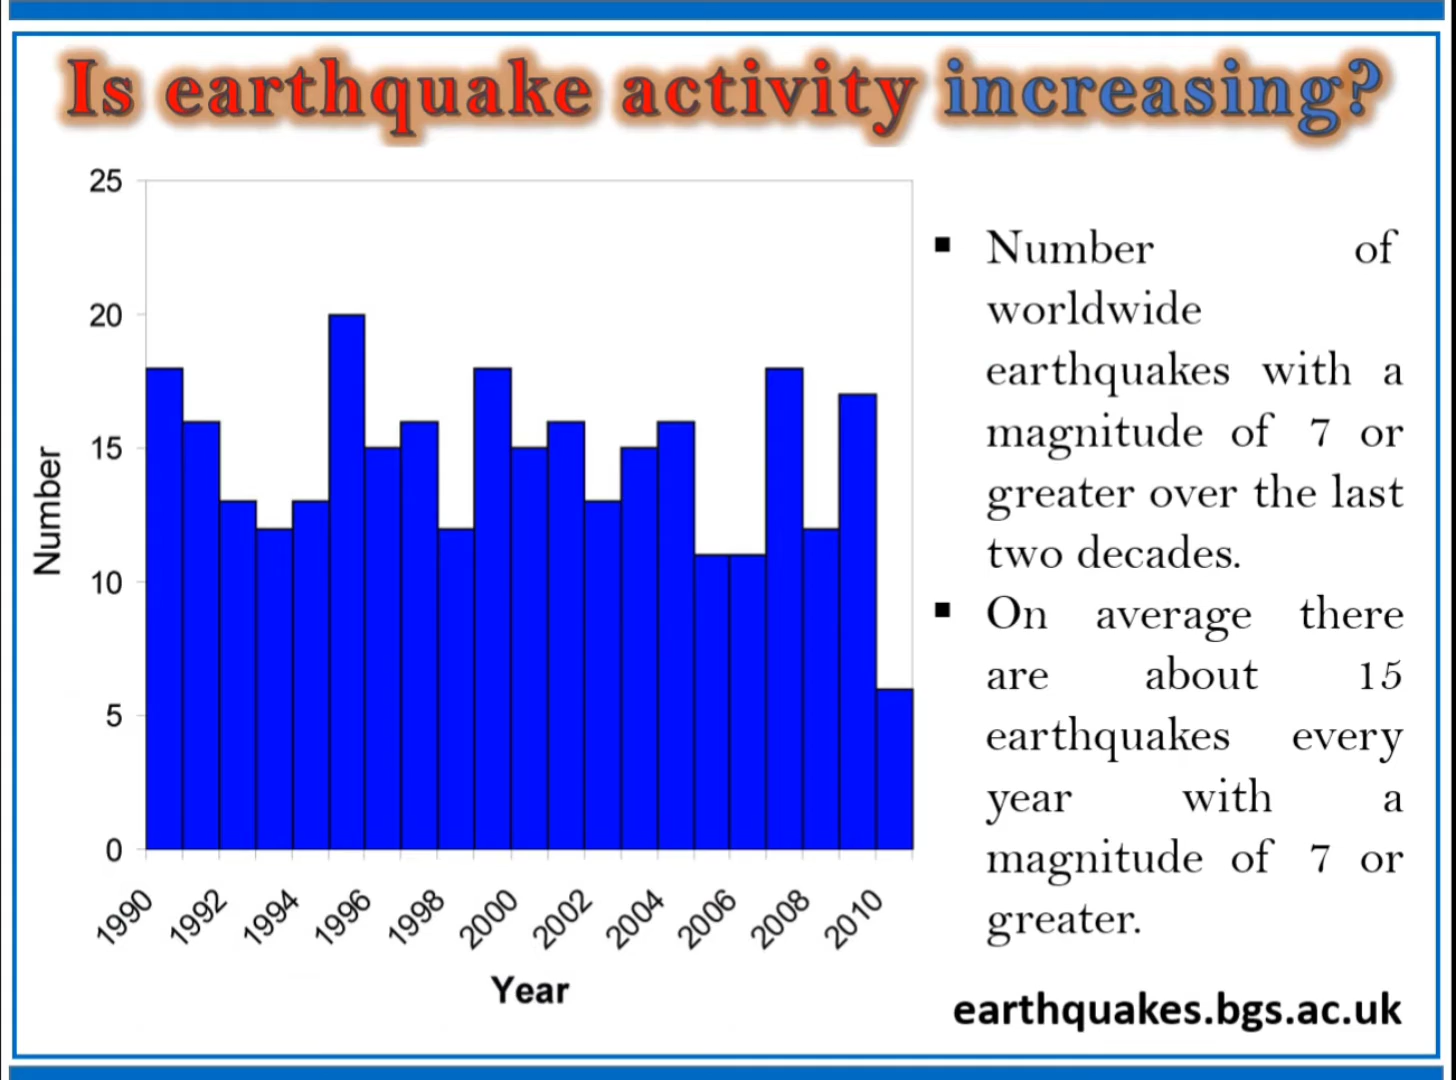 Is earthquake activity increasing?
25
20
15
10
5
0
Number
1990
1992
1994
1996
1998
2000
2002
2004
2006
2008
2010
Year
▪ Number of
worldwide
earthquakes with a
magnitude of 7 or
greater over the last
two decades.
▪ On average there
are about 15
earthquakes every
year with a
magnitude of 7 or
greater.
earthquakes.bgs.ac.uk